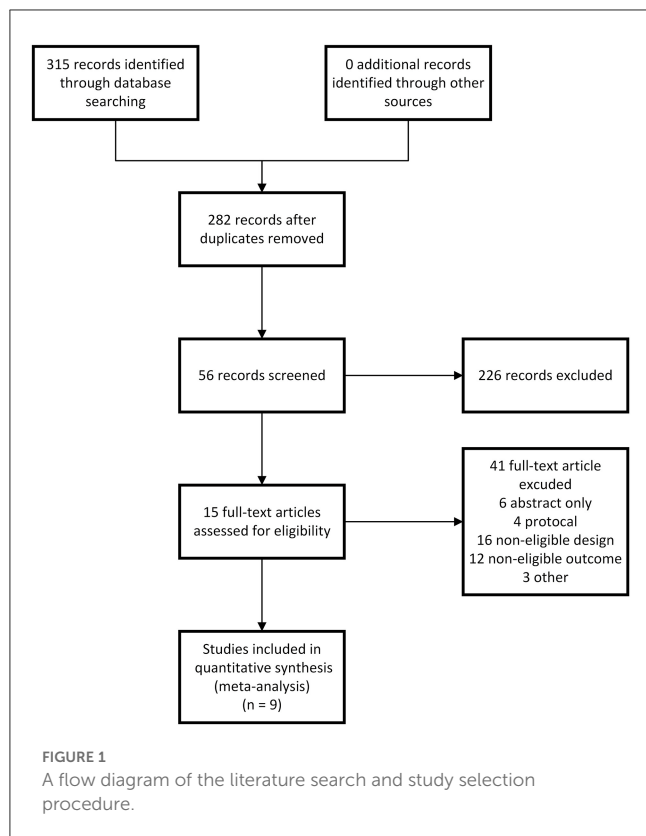 315 records identified
through database
searching
0 additional records
identified through other
sources
282 records after
duplicates removed
56 records screened
226 records excluded
15 full-text articles
assessed for eligibility
41 full-text article
excuded
6 abstract only
4 protocal
16 non-eligible design
12 non-eligible outcome
3 other
Studies included in
quantitative synthesis
(meta-analysis)
(n = 9)
FIGURE 1
A flow diagram of the literature search and study selection
procedure.